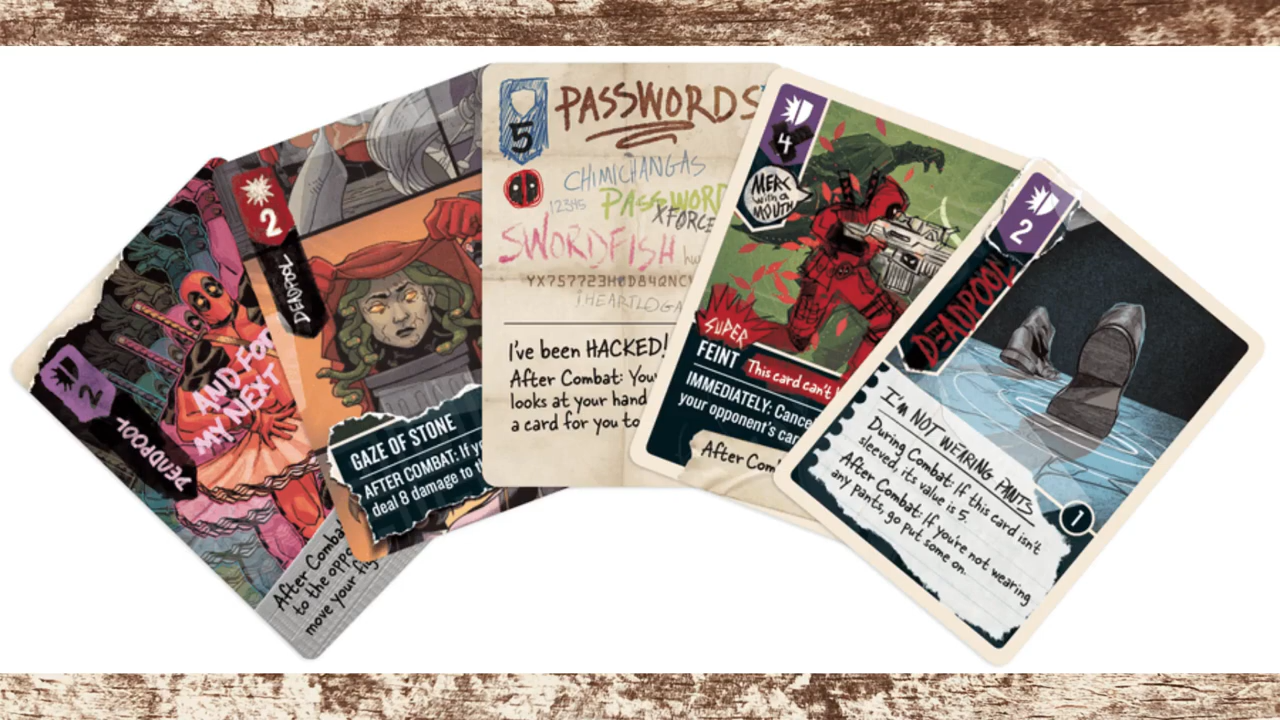 2
DEADPOOL
AND FOR
MY NEXT
After Combat
to the oppo
move your fig
2
DEADPOOL
GAZE OF STONE
AFTER COMBAT: If yo
deal 8 damage to th
5
PASSWORDS
CHIMICHANGAS
12345 PASSWORD
XFORCE
SWORDFISH
iHEARTLOGA
I've been HACKED!
After Combat: You
looks at your hand
a card for you to
4
MERC
with a
MOUTH
SUPER
FEINT This card can't
IMMEDIATELY: Cance
your opponent's car
After Com
2
DEADPOOL
I'm NOT WEARING PANTS
During Combat: If this card isn't
sleeved, its value is 5.
After Combat: If you're not wearing
any pants, go put some on.
1